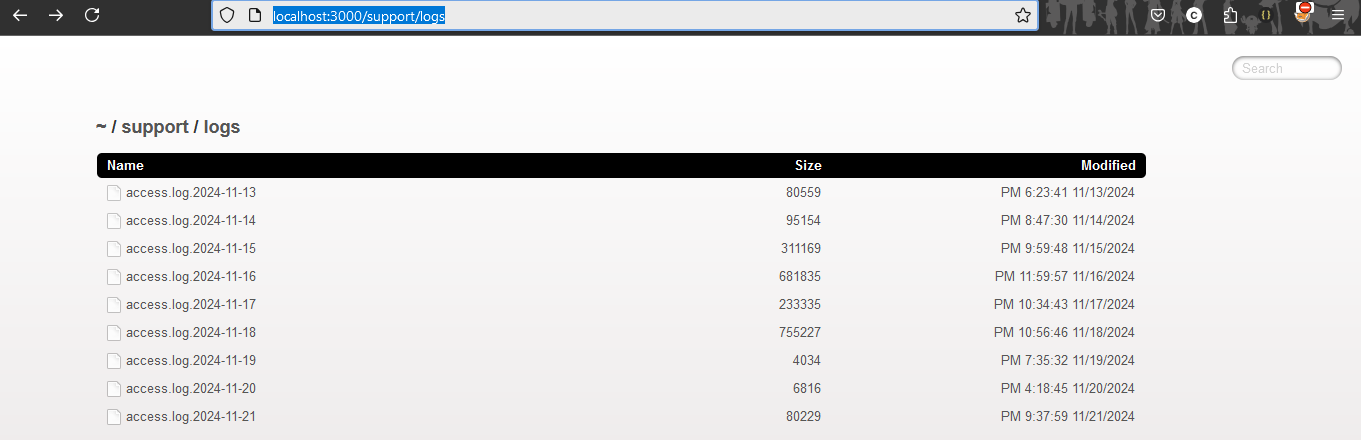 localhost:3000/support/logs
C
Search
~ / support / logs
Name Size Modified
access.log.2024-11-13 80559 PM 6:23:41 11/13/2024
access.log.2024-11-14 95154 PM 8:47:30 11/14/2024
access.log.2024-11-15 311169 PM 9:59:48 11/15/2024
access.log.2024-11-16 681835 PM 11:59:57 11/16/2024
access.log.2024-11-17 233335 PM 10:34:43 11/17/2024
access.log.2024-11-18 755227 PM 10:56:46 11/18/2024
access.log.2024-11-19 4034 PM 7:35:32 11/19/2024
access.log.2024-11-20 6816 PM 4:18:45 11/20/2024
access.log.2024-11-21 80229 PM 9:37:59 11/21/2024